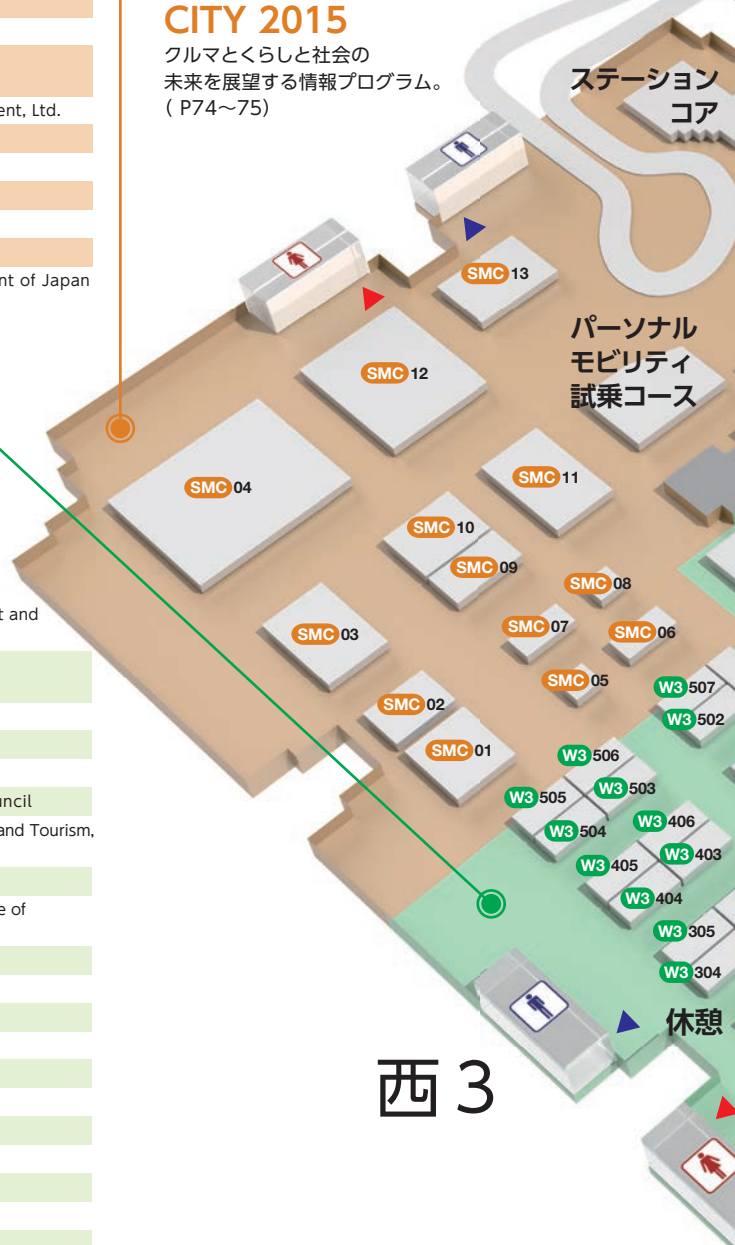 CITY 2015
クルマとくらしと社会の
未来を展望する情報プログラム。
( P74～75)
ent, Ltd.
nt of Japan
t and
uncil
and Tourism,
e of
ステーション
コア
パーソナル
モビリティ
試乗コース
SMC 13
SMC 12
SMC 04
SMC 11
SMC 10
SMC 09
SMC 08
SMC 07
SMC 06
SMC 03
SMC 05
SMC 02
SMC 01
W3 507
W3 502
W3 506
W3 503
W3 505
W3 504
W3 406
W3 403
W3 405
W3 404
W3 305
W3 304
休憩
西3